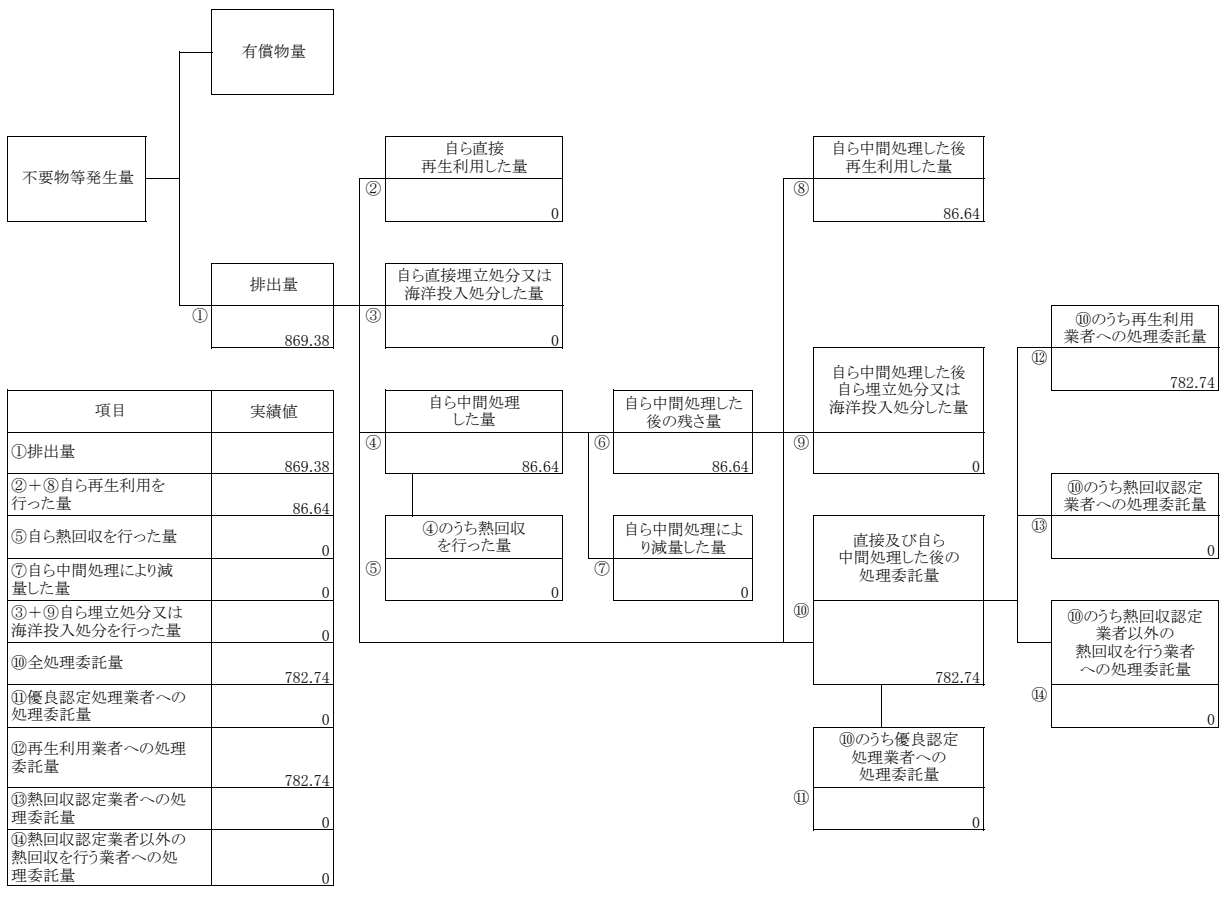 有償物量
不要物等発生量
排出量
①
869.38
自ら直接
再生利用した量
②
0
自ら直接埋立処分又は
海洋投入処分した量
③
0
自ら中間処理
した量
④
86.64
④のうち熱回収
を行った量
⑤
0
自ら中間処理した
後の残さ量
⑥
86.64
自ら中間処理によ
り減量した量
⑦
0
自ら中間処理した後
再生利用した量
⑧
86.64
自ら中間処理した後
自ら埋立処分又は
海洋投入処分した量
⑨
0
直接及び自ら
中間処理した後の
処理委託量
⑩
782.74
⑩のうち優良認定
処理業者への
処理委託量
⑪
0
⑩のうち再生利用
業者への処理委託量
⑫
782.74
⑩のうち熱回収認定
業者への処理委託量
⑬
0
⑩のうち熱回収認定
業者以外の
熱回収を行う業者
への処理委託量
⑭
0
項目 実績値
①排出量
869.38
②＋⑧自ら再生利用を
行った量
86.64
⑤自ら熱回収を行った量
0
⑦自ら中間処理により減
量した量
0
③＋⑨自ら埋立処分又は
海洋投入処分を行った量
0
⑩全処理委託量
782.74
⑪優良認定処理業者への
処理委託量
0
⑫再生利用業者への処理
委託量
782.74
⑬熱回収認定業者への処
理委託量
0
⑭熱回収認定業者以外の
熱回収を行う業者への処
理委託量
0